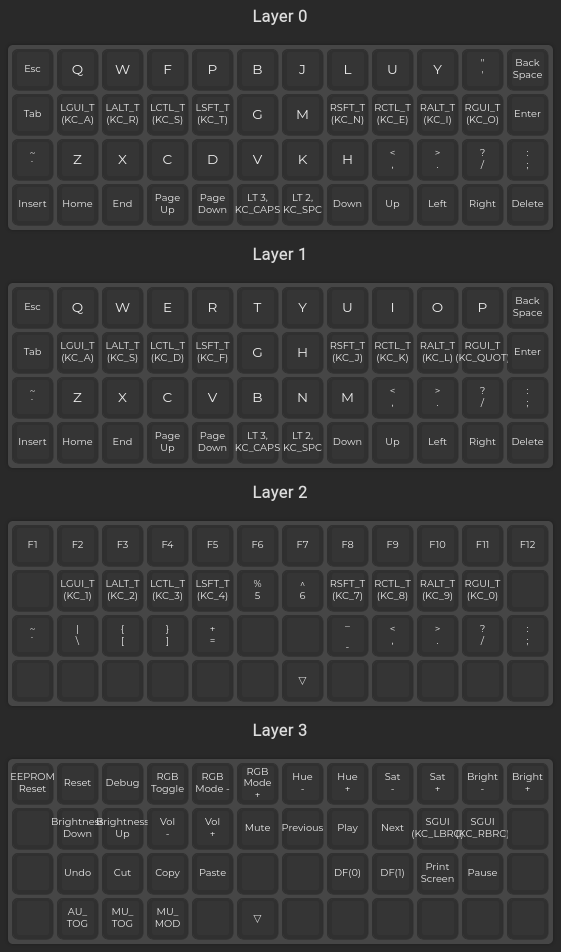 Layer 0
Esc Q W F P B J L U Y " ' Back Space
Tab LGUI_T (KC_A) LALT_T (KC_R) LCTL_T (KC_S) LSFT_T (KC_T) G M RSFT_T (KC_N) RCTL_T (KC_E) RALT_T (KC_I) RGUI_T (KC_O) Enter
~ ` Z X C D V K H < , > . ? / : ;
Insert Home End Page Up Page Down LT 3, KC_CAPS LT 2, KC_SPC Down Up Left Right Delete
Layer 1
Esc Q W E R T Y U I O P Back Space
Tab LGUI_T (KC_A) LALT_T (KC_S) LCTL_T (KC_D) LSFT_T (KC_F) G H RSFT_T (KC_J) RCTL_T (KC_K) RALT_T (KC_L) RGUI_T (KC_QUOT) Enter
~ ` Z X C V B N M < , > . ? / : ;
Insert Home End Page Up Page Down LT 3, KC_CAPS LT 2, KC_SPC Down Up Left Right Delete
Layer 2
F1 F2 F3 F4 F5 F6 F7 F8 F9 F10 F11 F12
LGUI_T (KC_1) LALT_T (KC_2) LCTL_T (KC_3) LSFT_T (KC_4) % 5 ^ 6 RSFT_T (KC_7) RCTL_T (KC_8) RALT_T (KC_9) RGUI_T (KC_0)
~ ` | \ { [ } ] + = _ - < , > . ? / : ;
▽
Layer 3
EEPROM Reset Reset Debug RGB Toggle RGB Mode - RGB Mode + Hue - Hue + Sat - Sat + Bright - Bright +
Brightness Down Brightness Up Vol - Vol + Mute Previous Play Next SGUI (KC_LBRC) SGUI (KC_RBRC)
Undo Cut Copy Paste DF(0) DF(1) Print Screen Pause
AU_ TOG MU_ TOG MU_ MOD ▽